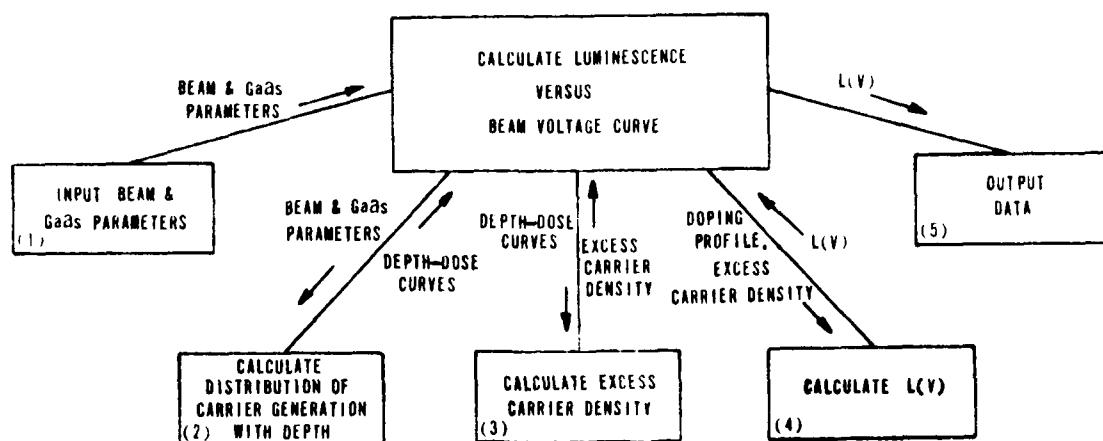 CALCULATE LUMINESCENCE
VERSUS
BEAM VOLTAGE CURVE
BEAM & GaaS
PARAMETERS
L(V)
INPUT BEAM &
GaaS PARAMETERS
(1)
OUTPUT
DATA
(5)
BEAM & GaaS
PARAMETERS
DEPTH-DOSE
CURVES
DEPTH-DOSE
CURVES
EXCESS
CARRIER
DENSITY
DOPING
PROFILE,
EXCESS
CARRIER DENSITY
L(V)
CALCULATE
DISTRIBUTION OF
CARRIER GENERATION
(2) WITH DEPTH
CALCULATE EXCESS
CARRIER DENSITY
(3)
CALCULATE L(V)
(4)